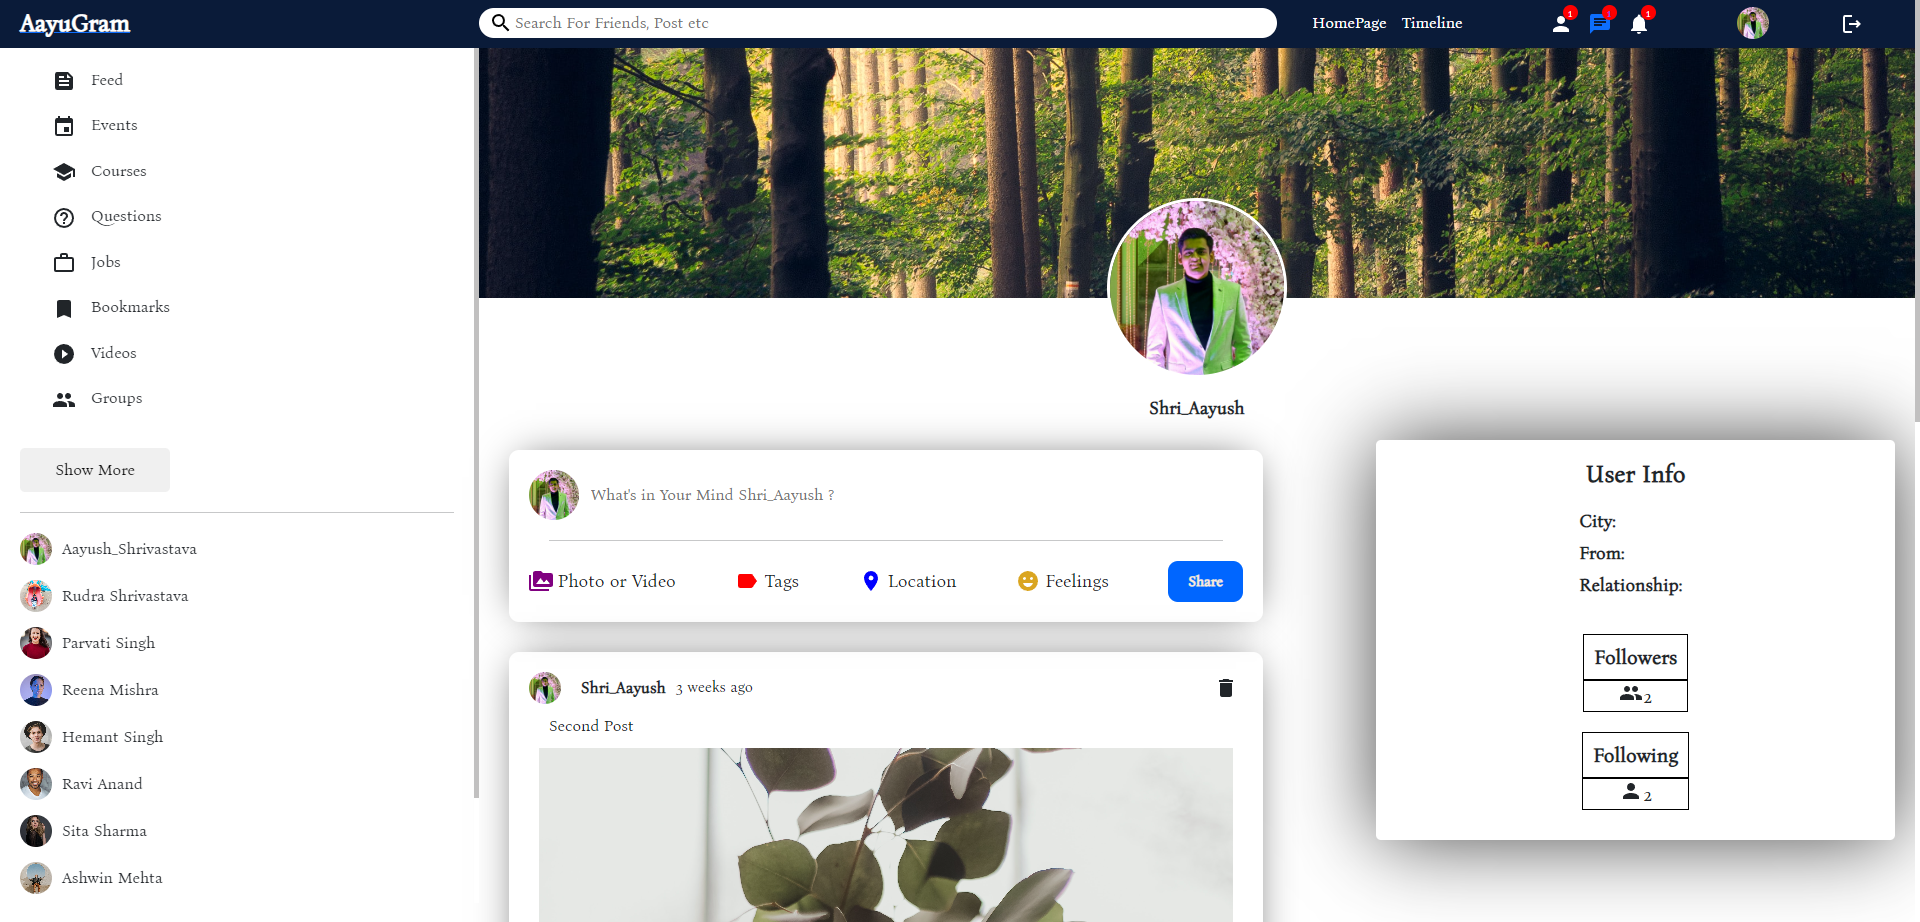 AayuGram
Search For Friends, Post etc
HomePage Timeline
1 1 1
Feed
Events
Courses
Questions
Jobs
Bookmarks
Videos
Groups
Show More
Aayush_Shrivastava
Rudra Shrivastava
Parvati Singh
Reena Mishra
Hemant Singh
Ravi Anand
Sita Sharma
Ashwin Mehta
Shri_Aayush
What's in Your Mind Shri_Aayush ?
Photo or Video Tags Location Feelings Share
Shri_Aayush 3 weeks ago
Second Post
User Info
City:
From:
Relationship:
Followers
2
Following
2